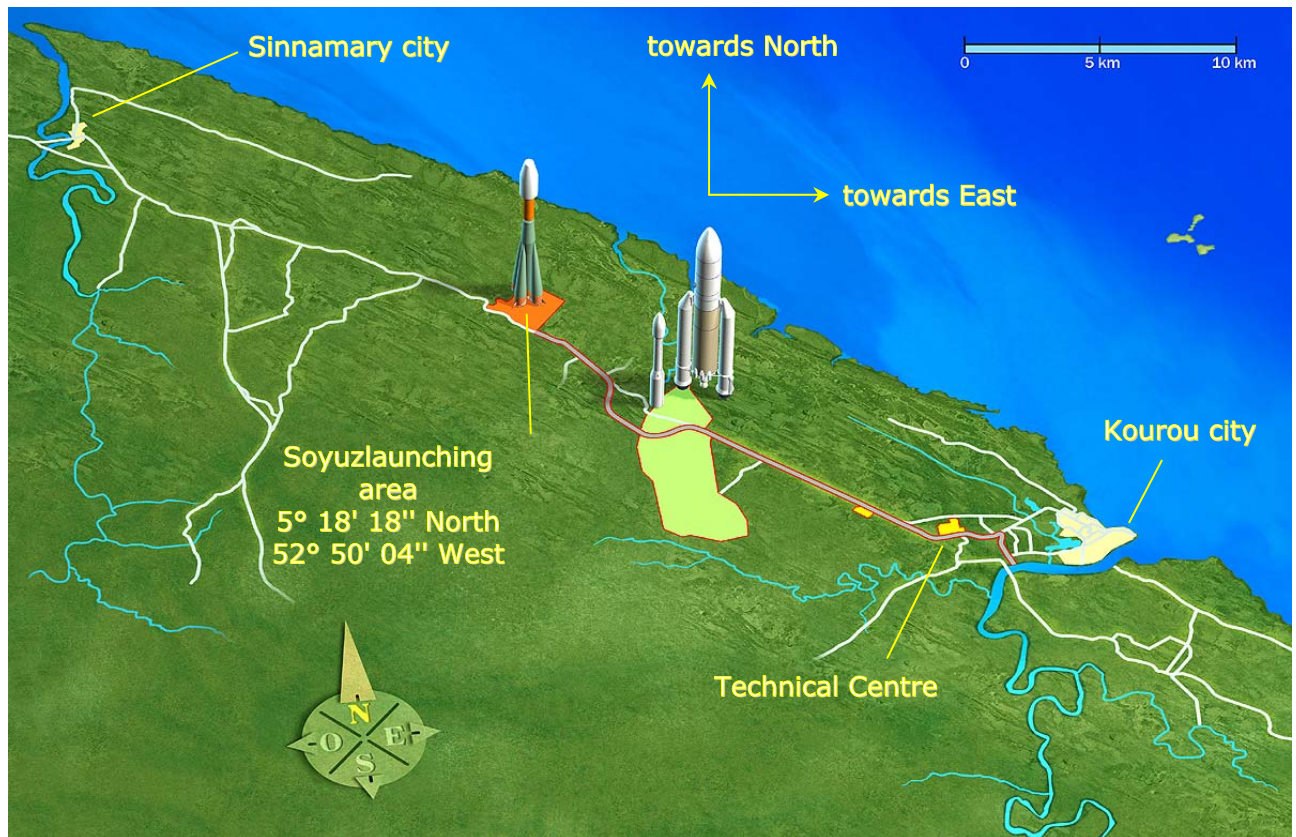 Sinnamary city
towards North
0
5 km
10 km
towards East
Kourou city
Soyuzlaunching
area
5° 18' 18'' North
52° 50' 04'' West
Technical Centre
N
O
E
S